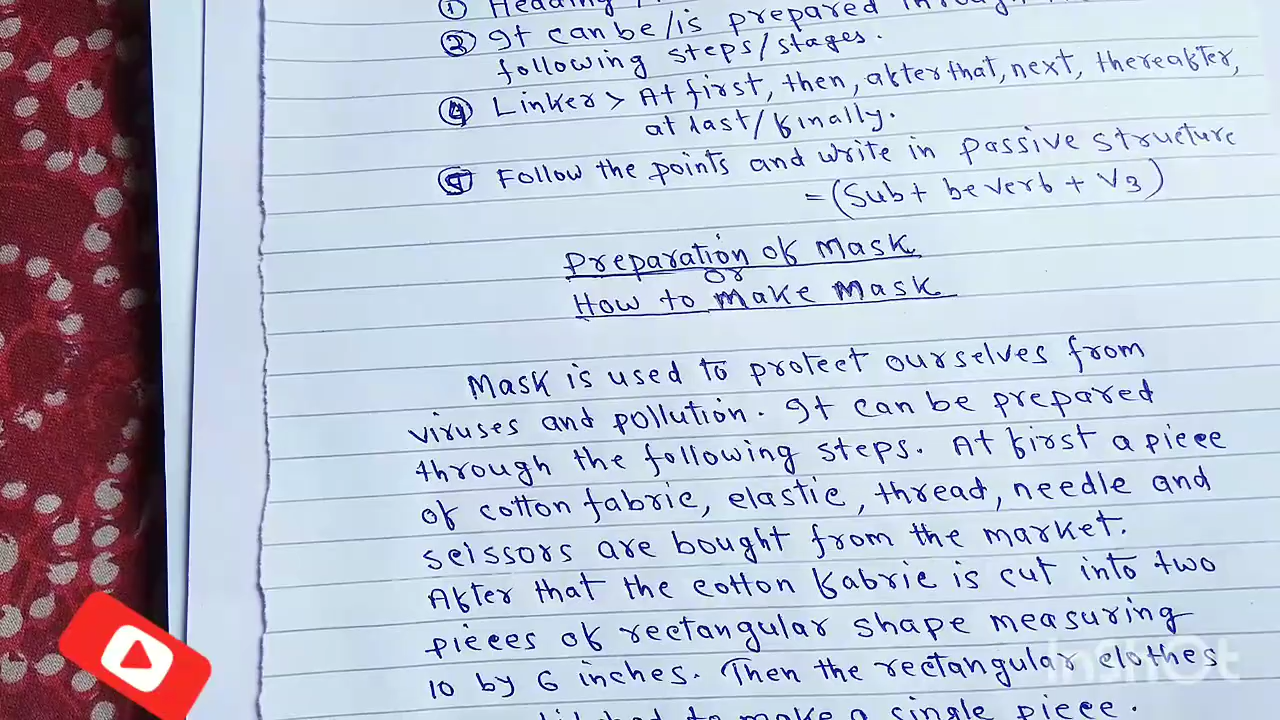 ① Heading
③ It can be/is prepared through
following steps/stages.
④ Linker > At first, then, after that, next, thereafter,
at last/finally.
⑤ Follow the points and write in passive structure
= (Sub + be verb + V3)
Preparation of Mask
or
How to make mask
Mask is used to protect ourselves from
viruses and pollution. It can be prepared
through the following steps. At first a piece
of cotton fabric, elastic, thread, needle and
scissors are bought from the market.
After that the cotton fabric is cut into two
pieces of rectangular shape measuring
10 by 6 inches. Then the rectangular clothes
to make a single piece.
InShOt